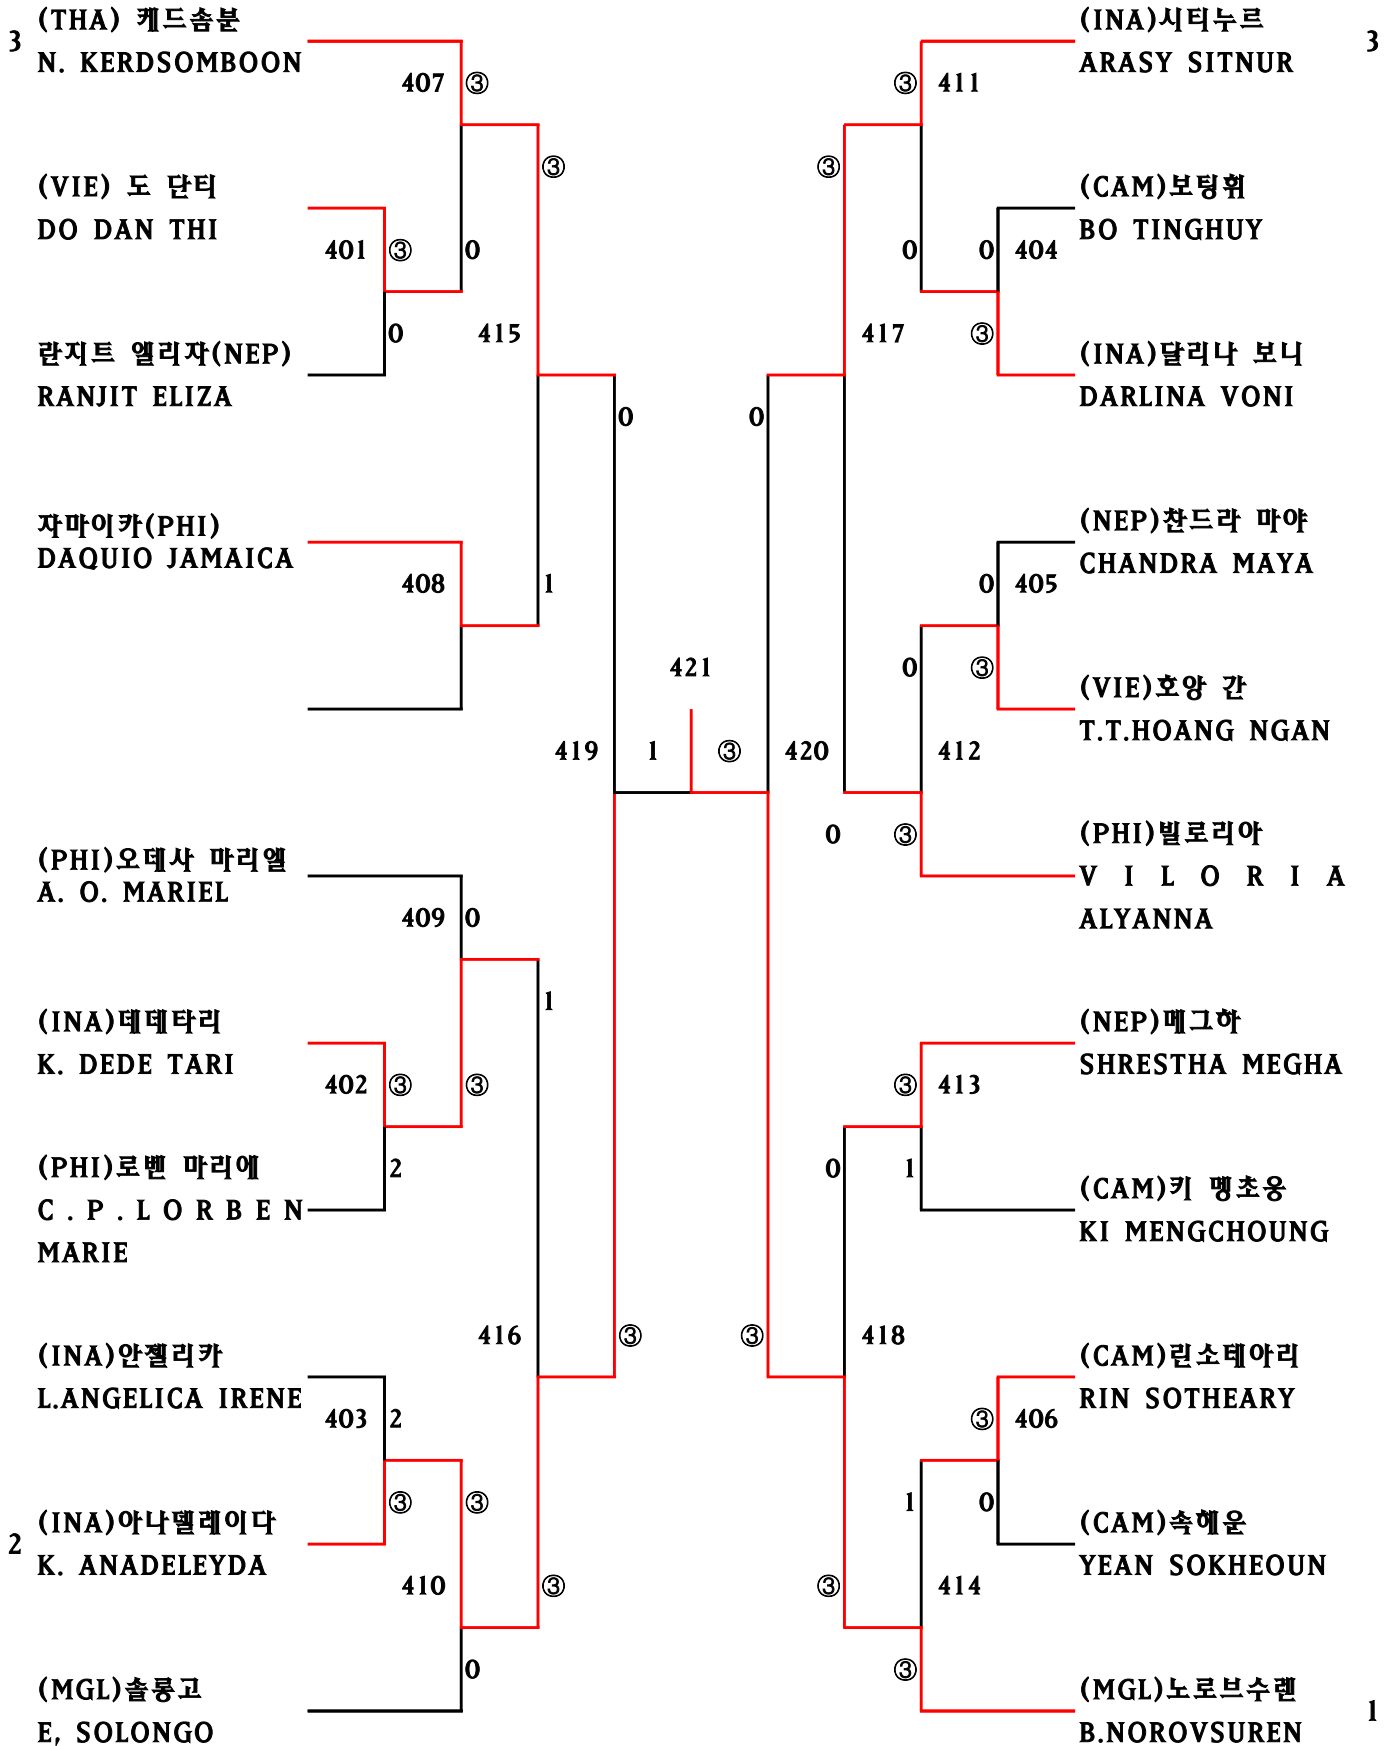 (THA) 케드솜분
3
N. KERDSOMBOON
407
③
(VIE) 도 단티
③
DO DAN THI
401
③
0
란지트 엘리자(NEP)
0
415
RANJIT ELIZA
0
자마이카(PHI)
DAQUIO JAMAICA
408
1
421
419
1
③
420
(PHI)오데사 마리엘
A. O. MARIEL
409
0
1
(INA)데데타리
K. DEDE TARI
402
③
③
(PHI)로벤 마리에
2
C.P.LORBEN
MARIE
416
③
(INA)안젤리카
L.ANGELICA IRENE
403
2
(INA)아나델레이다
③
③
2
K. ANADELEYDA
410
③
(MGL)솔롱고
0
E, SOLONGO
(INA)시티누르
3
ARASY SITNUR
③
411
(CAM)보팅휘
③
BO TINGHUY
0
0
404
(INA)달리나 보니
417
③
DARLINA VONI
0
(NEP)찬드라 마야
CHANDRA MAYA
0
405
(VIE)호앙 간
0
③
T.T.HOANG NGAN
412
(PHI)빌로리아
0
③
VILORIA
ALYANNA
(NEP)메그하
SHRESTHA MEGHA
③
413
(CAM)키 멩초웅
0
1
KI MENGCHOUNG
(CAM)린소테아리
③
418
RIN SOTHEARY
③
406
(CAM)속헤운
1
0
YEAN SOKHEOUN
③
414
(MGL)노로브수렌
③
B.NOROVSUREN
1